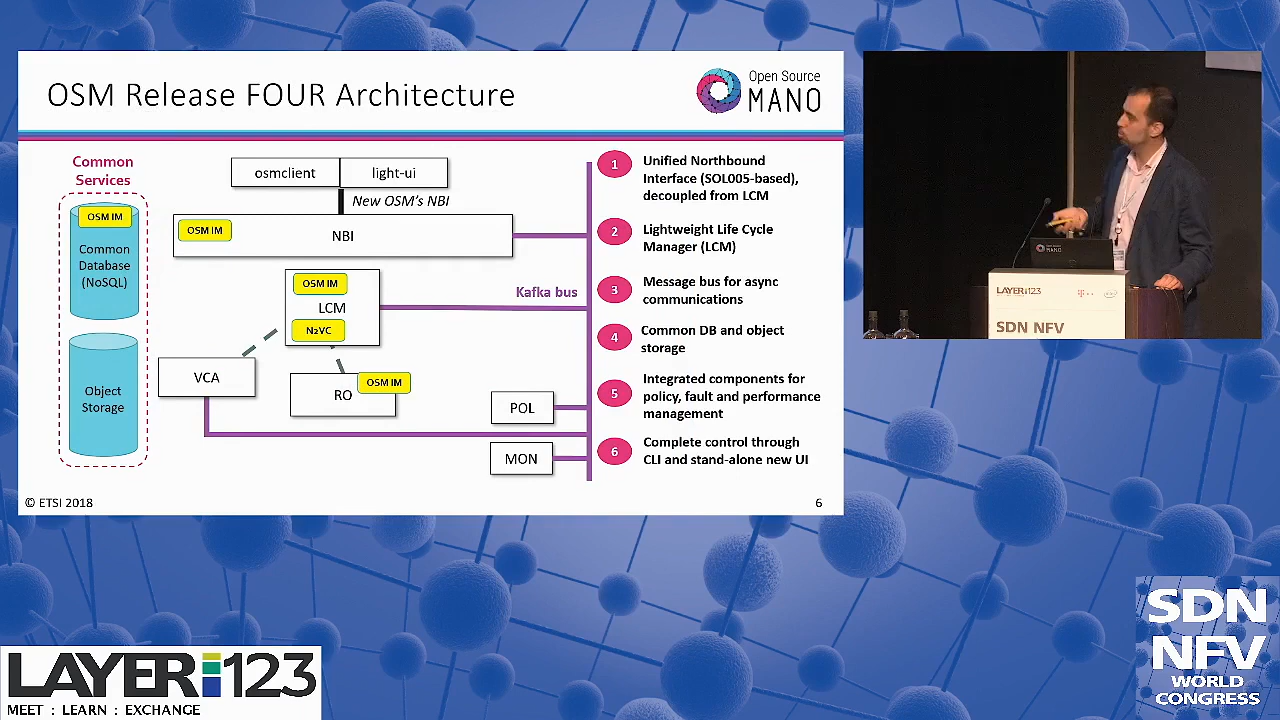 OSM Release FOUR Architecture
Open Source
MANO
Common
Services
OSM IM
Common
Database
(NoSQL)
Object
Storage
osmclient
light-ui
New OSM's NBI
OSM IM
NBI
OSM IM
LCM
N2VC
Kafka bus
VCA
OSM IM
RO
POL
MON
1
Unified Northbound
Interface (SOL005-based),
decoupled from LCM
2
Lightweight Life Cycle
Manager (LCM)
3
Message bus for async
communications
4
Common DB and object
storage
5
Integrated components for
policy, fault and performance
management
6
Complete control through
CLI and stand-alone new UI
© ETSI 2018
6
LAYER123
SDN NFV
LAYER123
MEET : LEARN : EXCHANGE
SDN
NFV
WORLD
CONGRESS